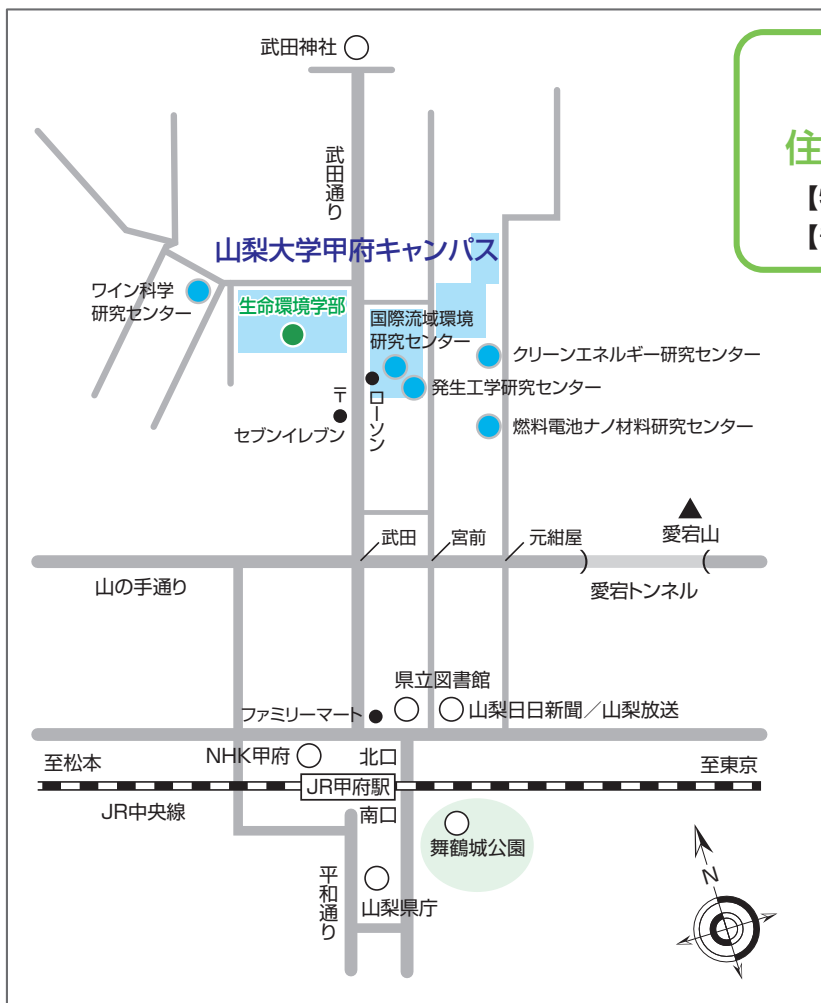 武田神社
武田通り
住
山梨大学甲府キャンパス
ワイン科学
研究センター
生命環境学部
国際流域環境
研究センター
クリーンエネルギー研究センター
発生工学研究センター
〒
ローソン
セブンイレブン
燃料電池ナノ材料研究センター
武田
宮前
元紺屋
愛宕山
山の手通り
愛宕トンネル
県立図書館
ファミリーマート
山梨日日新聞／山梨放送
至松本
NHK甲府
北口
至東京
JR甲府駅
JR中央線
南口
舞鶴城公園
平和通り
山梨県庁
N